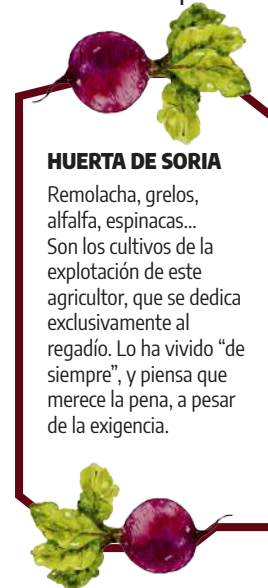 HUERTA DE SORIA
Remolacha, grelos,
alfalfa, espinacas...
Son los cultivos de la
explotación de este
agricultor, que se dedica
exclusivamente al
regadío. Lo ha vivido “de
siempre”, y piensa que
merece la pena, a pesar
de la exigencia.